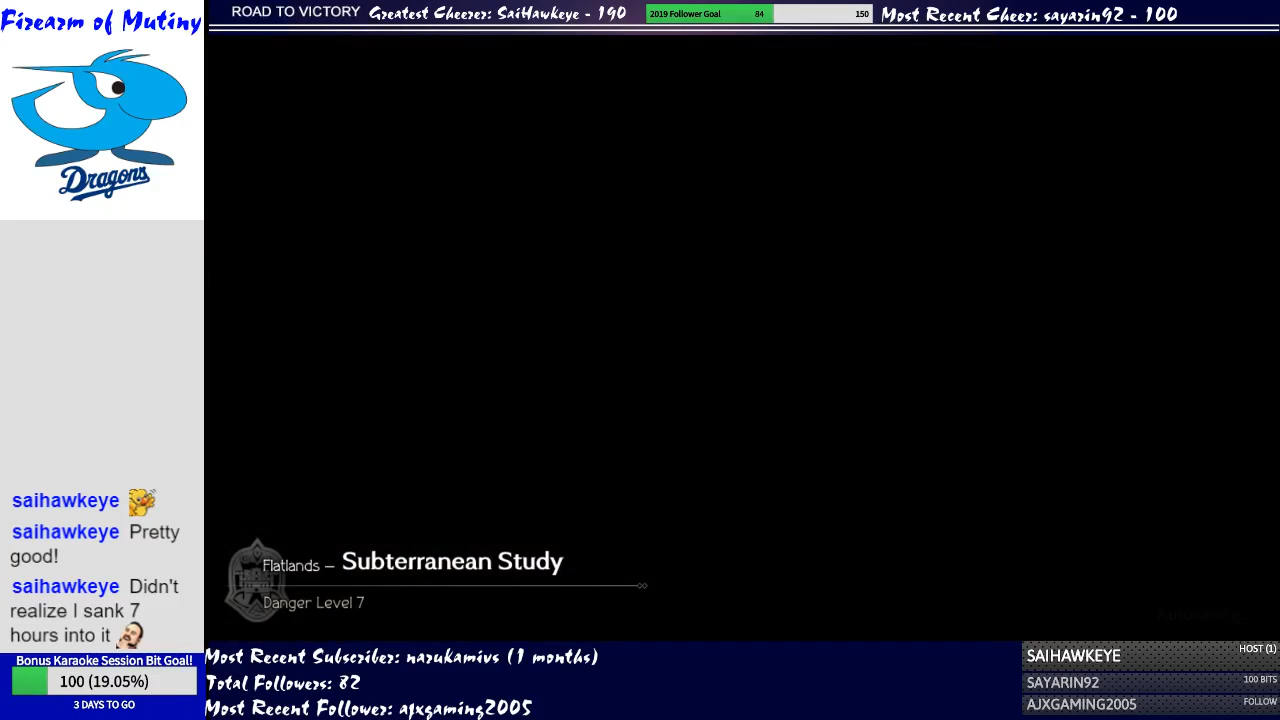 Firearm of Mutiny
Dragons
ROAD TO VICTORY
Greatest Cheerer: SaiHawkeye - 190
2019 Follower Goal 84 150
Most Recent Cheer: sayarin92 - 100
saihawkeye
saihawkeye Pretty
good!
saihawkeye Didn't
realize I sank 7
hours into it
Flatlands – Subterranean Study
Danger Level 7
Autosaving...
Bonus Karaoke Session Bit Goal!
100 (19.05%)
3 DAYS TO GO
Most Recent Subscriber: narukamivs (1 months)
Total Followers: 82
Most Recent Follower: ajxgaming2005
SAIHAWKEYE HOST (1)
SAYARIN92 100 BITS
AJXGAMING2005 FOLLOW